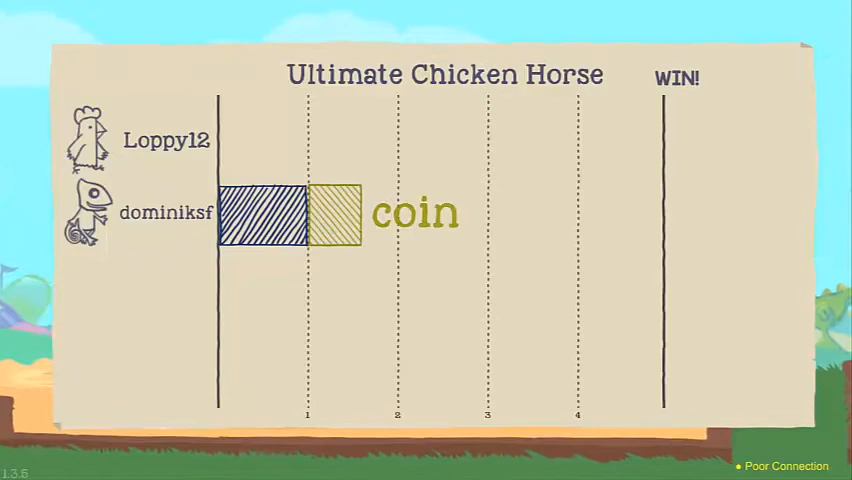 Ultimate Chicken Horse
WIN!
Loppy12
dominiksf
coin
1 2 3 4
1.3.6
● Poor Connection